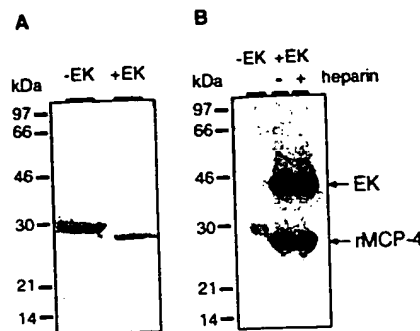 A
-EK +EK
kDa
97
66
46
30
21
14
B
-EK +EK
- + heparin
kDa
97
66
46
30
21
14
EK
rMCP-4